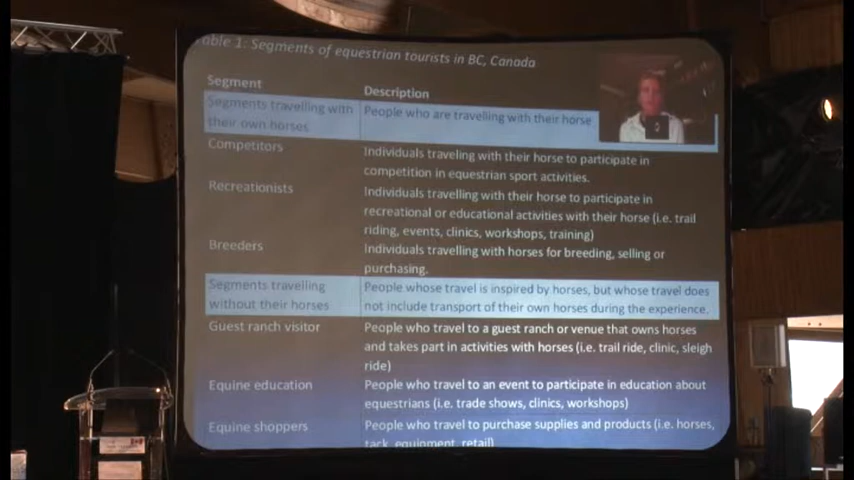 Table 1: Segments of equestrian tourists in BC, Canada
Segment
Description
Segments travelling with
their own horses
People who are travelling with their horse
Competitors
Individuals traveling with their horse to participate in
competition in equestrian sport activities.
Recreationists
Individuals travelling with their horse to participate in
recreational or educational activities with their horse (i.e. trail
riding, events, clinics, workshops, training)
Breeders
Individuals travelling with horses for breeding, selling or
purchasing.
Segments travelling
without their horses
People whose travel is inspired by horses, but whose travel does
not include transport of their own horses during the experience.
Guest ranch visitor
People who travel to a guest ranch or venue that owns horses
and takes part in activities with horses (i.e. trail ride, clinic, sleigh
ride)
Equine education
People who travel to an event to participate in education about
equestrians (i.e. trade shows, clinics, workshops)
Equine shoppers
People who travel to purchase supplies and products (i.e. horses,
tack, equipment, retail)